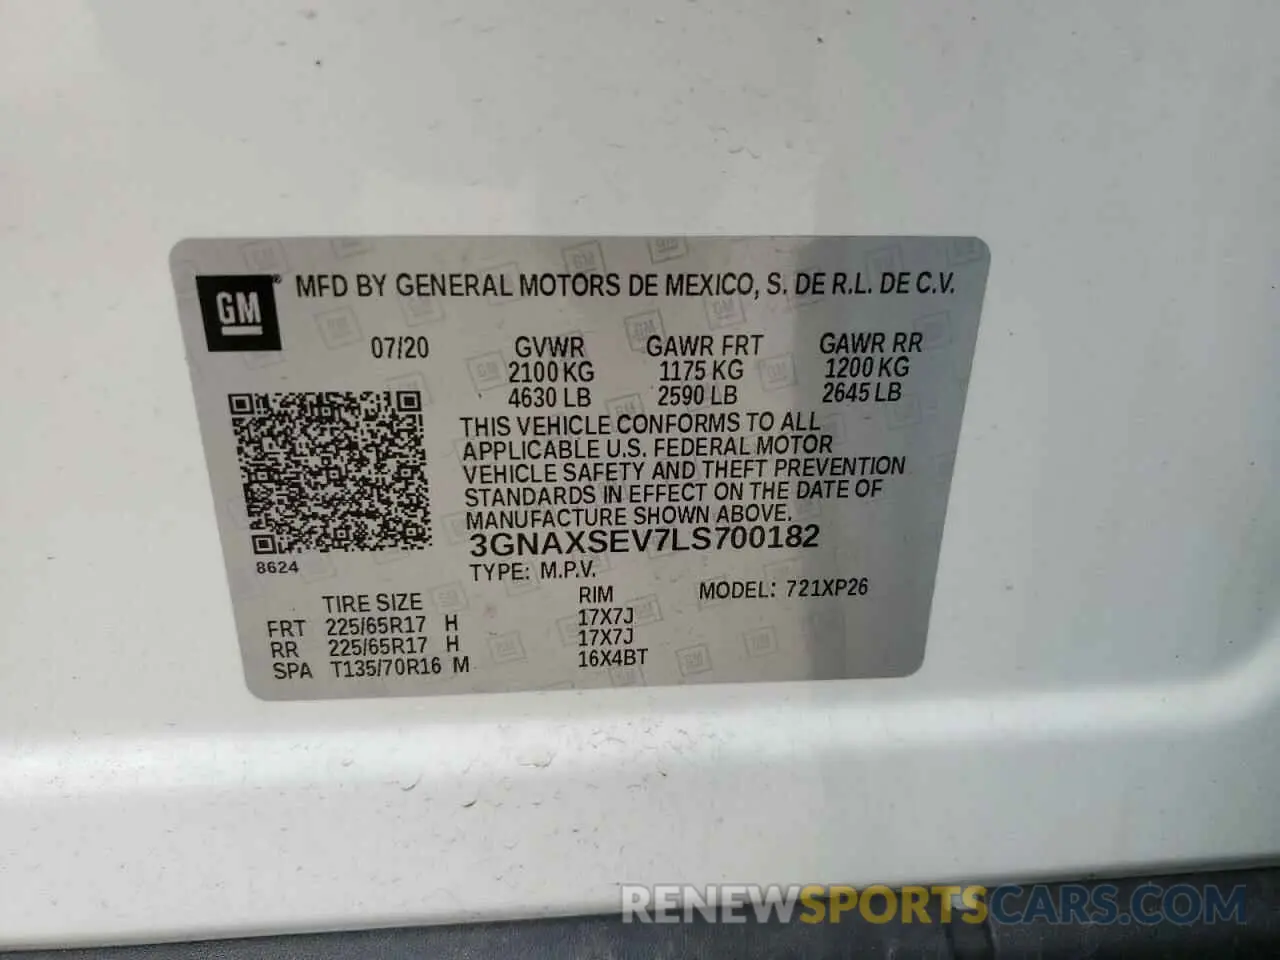 GM® MFD BY GENERAL MOTORS DE MEXICO, S. DE R.L. DE C.V.
07/20 GVWR GAWR FRT GAWR RR
2100 KG 1175 KG 1200 KG
4630 LB 2590 LB 2645 LB
THIS VEHICLE CONFORMS TO ALL
APPLICABLE U.S. FEDERAL MOTOR
VEHICLE SAFETY AND THEFT PREVENTION
STANDARDS IN EFFECT ON THE DATE OF
MANUFACTURE SHOWN ABOVE.
3GNAXSEV7LS700182
8624
TYPE: M.P.V.
TIRE SIZE RIM MODEL: 721XP26
FRT 225/65R17 H 17X7J
RR 225/65R17 H 17X7J
SPA T135/70R16 M 16X4BT
RENEWSPORTSCARS.COM